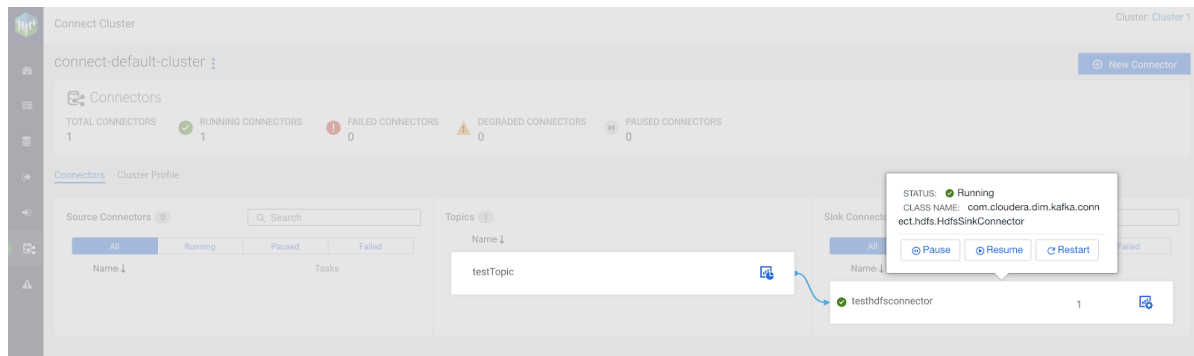 Connect Cluster
Cluster: Cluster 1
connect-default-cluster
New Connector
Connectors
TOTAL CONNECTORS
1
RUNNING CONNECTORS
1
FAILED CONNECTORS
0
DEGRADED CONNECTORS
0
PAUSED CONNECTORS
0
Connectors Cluster Profile
Source Connectors 0
Search
All Running Paused Failed
Name Tasks
Topics 1
Name
testTopic
STATUS: Running
CLASS NAME: com.cloudera.dim.kafka.conn
ect.hdfs.HdfsSinkConnector
Pause Resume Restart
Sink
All
Failed
Name
testhdfsconnector 1